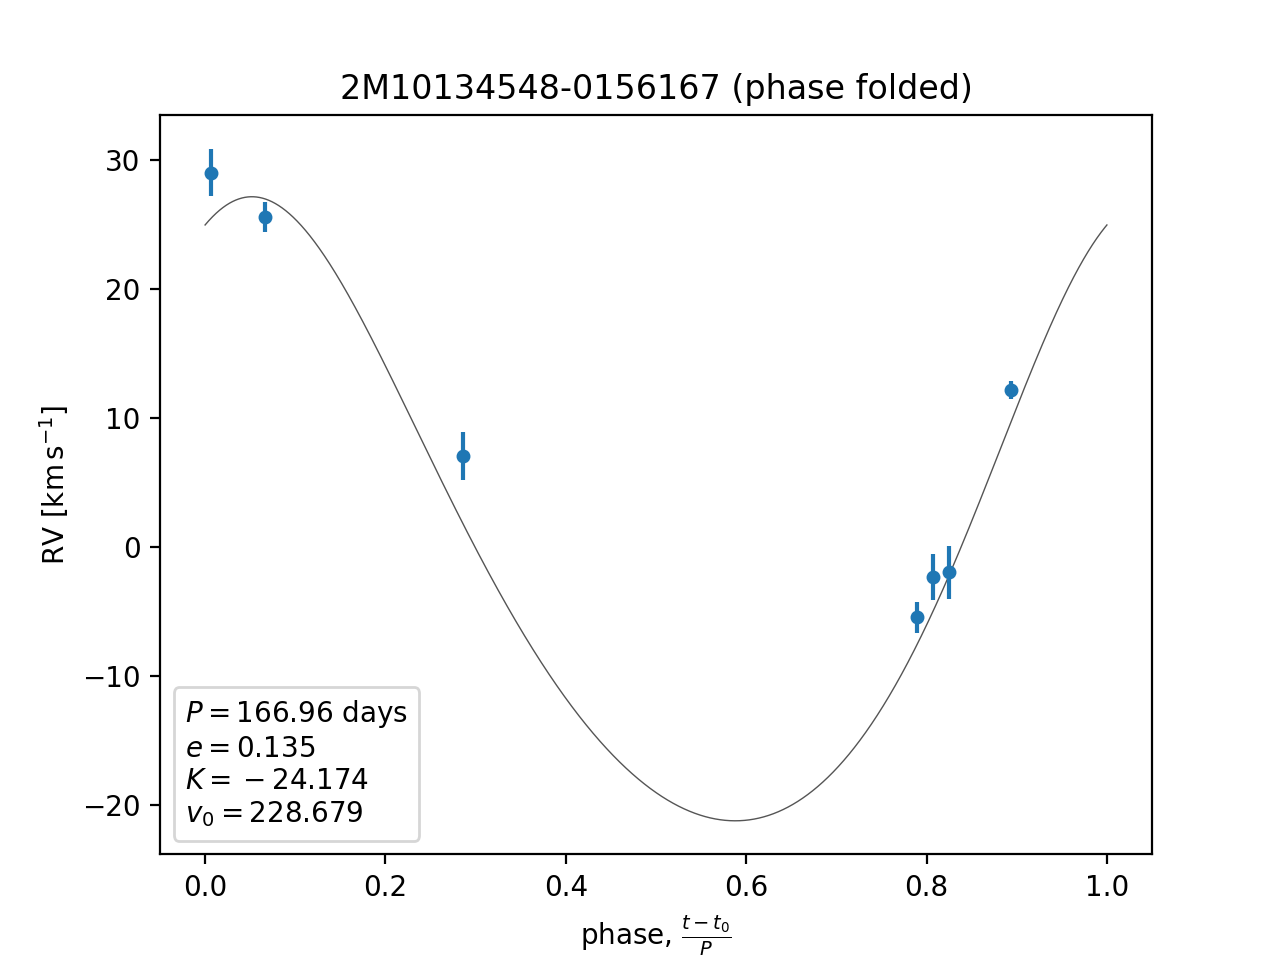 2M10134548-0156167 (phase folded)
RV [km s⁻¹]
30
20
10
0
−10
−20
P = 166.96 days
e = 0.135
K = −24.174
v₀ = 228.679
0.0 0.2 0.4 0.6 0.8 1.0
phase, (t − t₀)/P